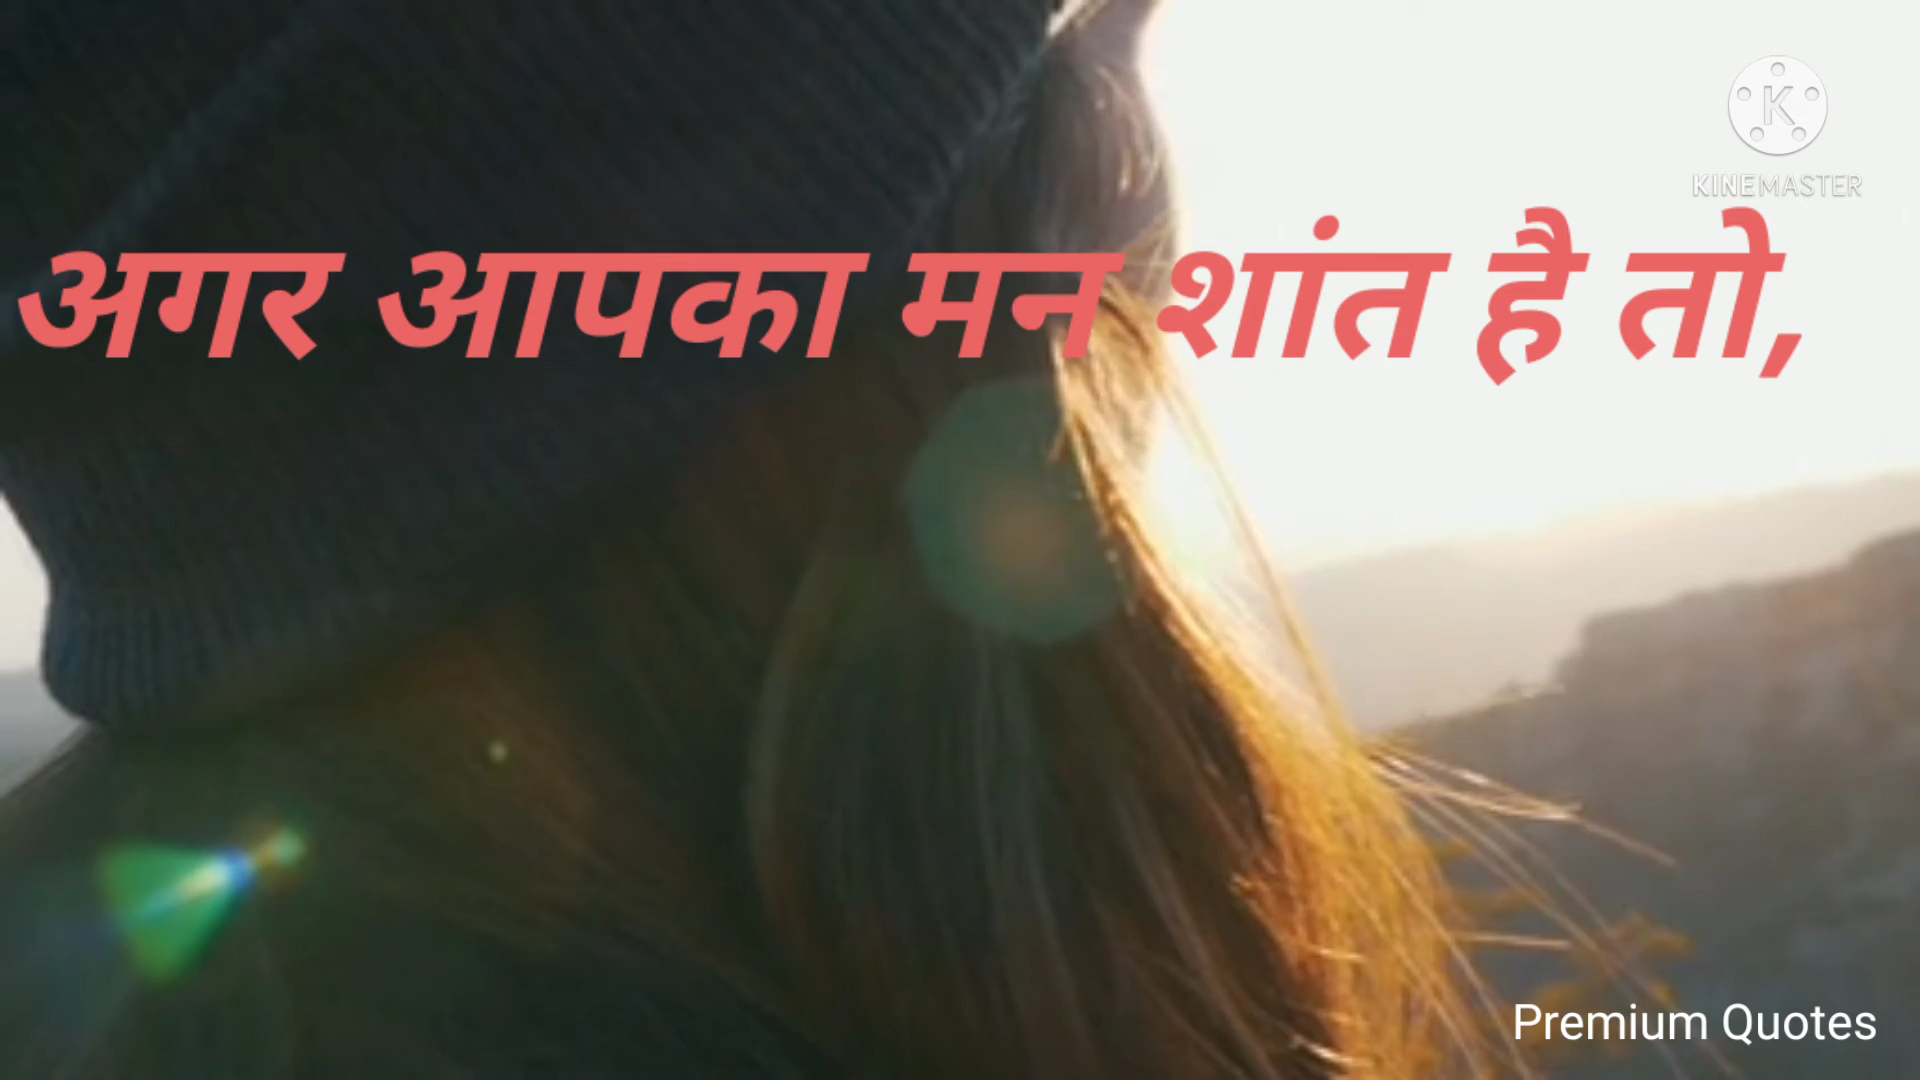 KINEMASTER
अगर आपका मन शांत है तो,
Premium Quotes